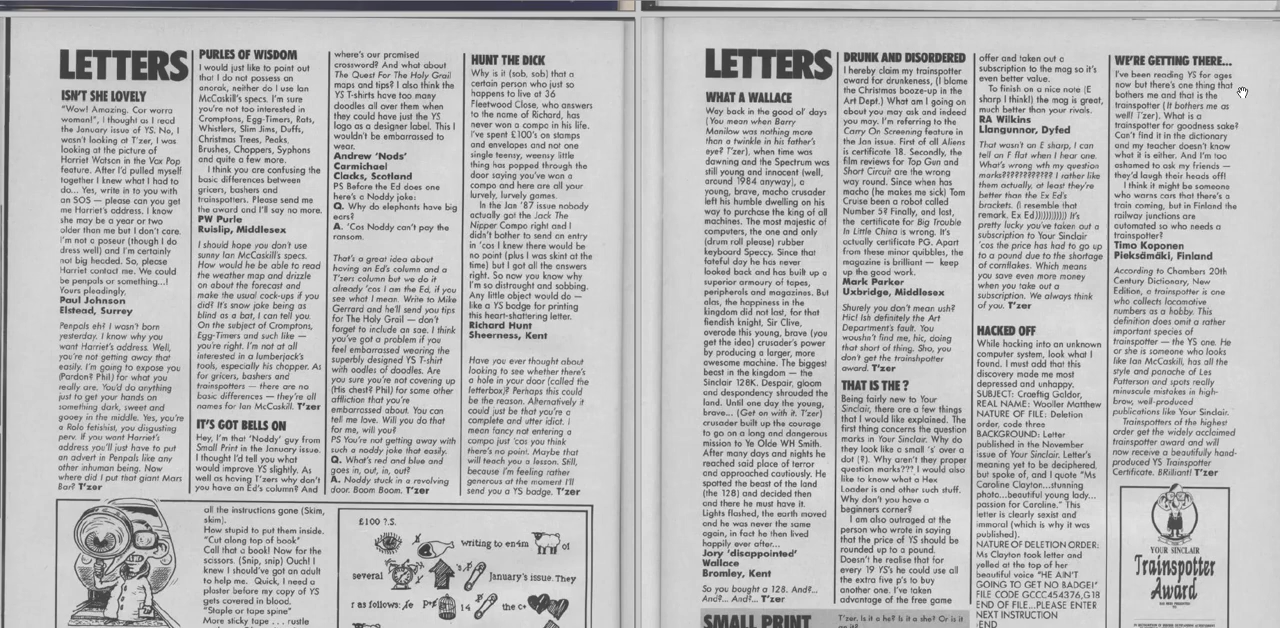 LETTERS
ISN'T SHE LOVELY
"Wow! Amazing. Cor worra
woman!", I thought as I read
the January issue of YS. No, I
wasn't looking at T'zer, I was
looking at the picture of
Harriet Watson in the Vox Pop
feature. After I'd pulled myself
together I knew what I had to
do... Yes, write in to you with
an SOS — please can you get
me Harriet's address. I know
she may be a year or two
older than me but I don't care.
I'm not a poseur (though I do
dress well) and I'm certainly
not big headed. So, please
Harriet contact me. We could
be penpals or something...!
Yours pleadingly,
Paul Johnson
Elstead, Surrey
Penpals eh? I wasn't born
yesterday, I know why you
want Harriet's address. Well,
you're not getting away that
easily. I'm going to expose you
(Pardon? Phil) for what you
really are. You'd do anything
just to get your hands on
something dark, sweet and
gooey in the middle. Yes, you're
a Rolo fetishist, you disgusting
perv. If you want Harriet's
address you'll just have to put
an advert in Penpals like any
other inhuman being. Now
where did I put that giant Mars
Bar? T'zer
PURLES OF WISDOM
I would just like to point out
that I do not possess an
anorak, neither do I use Ian
McCaskill's specs. I'm sure
you're not too interested in
Cromptons, Egg-Timers, Rats,
Whistlers, Slim Jims, Duffs,
Christmas Trees, Peaks,
Brushes, Choppers, Syphons
and quite a few more.
I think you are confusing the
basic differences between
gricers, bashers and
trainspotters. Please send me
the award and I'll say no more.
PW Purle
Ruislip, Middlesex
I should hope you don't use
sunny Ian McCaskill's specs.
How would he be able to read
the weather map and drizzle
on about the forecast and
make the usual cock-ups if you
did? It's snow joke being as
blind as a bat, I can tell you.
On the subject of Cromptons,
Egg-Timers and such like —
you're right. I'm not at all
interested in a lumberjock's
tools, especially his chopper. As
for gricers, bashers and
trainspotters — there are no
basic differences — they're all
names for Ian McCaskill. T'zer
IT'S GOT BELLS ON
Hey, I'm that 'Noddy' guy from
Small Print in the January issue.
I thought I'd tell you what
would improve YS slightly. As
well as having T'zers why don't
you have an Ed's column? And
where's our promised
crossword? And what about
The Quest For The Holy Grail
maps and tips? I also think the
YS T-shirts have too many
doodles all over them when
they could have just the YS
logo as a designer label. This I
wouldn't be embarrassed to
wear.
Andrew 'Nods'
Carmichael
Clacks, Scotland
PS Before the Ed does one
here's a Noddy joke:
Q. Why do elephants have big
ears?
A. 'Cos Noddy can't pay the
ransom.
That's a great idea about
having an Ed's column and a
T'zers column but we do it
already 'cos I am the Ed, if you
see what I mean. Write to Mike
Gerrard and he'll send you tips
for The Holy Grail — don't
forget to include an sae. I think
you've got a problem if you
feel embarrassed wearing the
superbly designed YS T-shirt
with oodles of doodles. Are
you sure you're not covering up
(His chest? Phil) for some other
affliction that you're
embarrassed about. You can
tell me love. Will you do that
for me, will you?
PS You're not getting away with
such a noddy joke that easily.
Q. What's red and blue and
goes in, out, in, out?
A. Noddy stuck in a revolving
door. Boom Boom. T'zer
HUNT THE DICK
Why is it (sob, sob) that a
certain person who just so
happens to live at 36
Fleetwood Close, who answers
to the name of Richard, has
never won a compo in his life.
I've spent £100's on stamps
and envelopes and not one
single teeny, weensy little
thing has popped through the
door saying you've won a
compo and here are all your
lurvely, lurvely games.
In the Jan '87 issue nobody
actually got the Jack The
Nipper Compo right and I
didn't bother to send an entry
in 'cos I knew there would be
no point (plus I was skint at the
time) but I got all the answers
right. So now you know why
I'm so distrought and sobbing.
Any little object would do —
like a YS badge for printing
this heart-shattering letter.
Richard Hunt
Sheerness, Kent
Have you ever thought about
looking to see whether there's
a hole in your door (called the
letterbox)? Perhaps this could
be the reason. Alternatively it
could just be that you're a
complete and utter idiot. I
mean fancy not entering a
compo just 'cos you think
there's no point. Maybe that
will teach you a lesson. Still,
because I'm feeling rather
generous at the moment I'll
send you a YS badge. T'zer
all the instructions gone (Skim,
skim).
How stupid to put them inside.
"Cut along top of book"
Call that a book! Now for the
scissors. (Snip, snip) Ouch! I
knew I should've got an adult
to help me. Quick, I need a
plaster before my copy of YS
gets covered in blood.
"Staple or tape spine"
More sticky tape . . . rustle
£100 ?.S.
writing to en4m
of
several
January's issue. They
r as follows: fe
14
the c+
LETTERS
WHAT A WALLACE
Way back in the good ol' days
(You mean when Barry
Manilow was nothing more
than a twinkle in his father's
eye? T'zer), when time was
dawning and the Spectrum was
still young and innocent (well,
around 1984 anyway), a
young, brave, macho crusader
left his humble dwelling on his
way to purchase the king of all
machines. The most majestic of
computers, the one and only
(drum roll please) rubber
keyboard Speccy. Since that
fateful day he has never
looked back and has built up a
superior armoury of tapes,
peripherals and magazines. But
alas, the happiness in the
kingdom did not last, for that
fiendish knight, Sir Clive,
overode this young, brave (you
get the idea) crusader's power
by producing a larger, more
awesome machine. The biggest
beast in the kingdom — the
Sinclair 128K. Despair, gloom
and despondency shrouded the
land. Until one day the young,
brave... (Get on with it. T'zer)
crusader built up the courage
to go on a long and dangerous
mission to Ye Olde WH Smith.
After many days and nights he
reached said place of terror
and approached cautiously. He
spotted the beast of the land
(the 128) and decided then
and there he must have it.
Lights flashed, the earth moved
and he was never the same
again, in fact he then lived
happily ever after...
Jory 'disappointed'
Wallace
Bromley, Kent
So you bought a 128. And...?
And...? And...? T'zer
SMALL PRINT
T'zer. Is it a he? Is it a she? Or is it
DRUNK AND DISORDERED
I hereby claim my trainspotter
award for drunkeness, (I blome
the Christmas booze-up in the
Art Dept.) What am I going on
about you may ask and indeed
you may. I'm referring to the
Carry On Screening feature in
the Jan issue. First of all Aliens
is certificate 18. Secondly, the
film reviews for Top Gun and
Short Circuit are the wrong
way round. Since when has
macho (he makes me sick) Tom
Cruise been a robot called
Number 5? Finally, and last,
the certificate for Big Trouble
In Little China is wrong. It's
actually certificate PG. Apart
from these minor quibbles, the
magazine is brilliant — keep
up the good work.
Mark Parker
Uxbridge, Middlesex
Shurely you don't mean ush?
Hic! Ish definitely the Art
Department's fault. You
woushn't find me, hic, doing
that short of thing. Sho, you
don't get the trainshpotter
award. T'zer
THAT IS THE ?
Being fairly new to Your
Sinclair, there are a few things
that I would like explained. The
first thing concerns the question
marks in Your Sinclair. Why do
they look like a small 's' over a
dot (?). Why aren't they proper
question marks??? I would also
like to know what a Hex
Loader is and other such stuff.
Why don't you have a
beginners corner?
I am also outraged at the
person who wrote in saying
that the price of YS should be
rounded up to a pound.
Doesn't he realise that for
every 19 YS's he could use all
the extra five p's to buy
another one. I've taken
advantage of the free game
offer and taken out a
subscription to the mag so it's
even better value.
To finish on a nice note (E
sharp I think!) the mag is great,
much better than your rivals.
RA Wilkins
Llangunnor, Dyfed
That wasn't an E sharp, I can
tell an F flat when I hear one.
What's wrong wth my question
marks???????????? I rather like
them actually, at least they're
better than the Ex Ed's
brackets. (I resemble that
remark. Ex Ed)))))))))))) It's
pretty lucky you've taken out a
subscription to Your Sinclair
'cos the price has had to go up
to a pound due to the shortage
of cornflakes. Which means
you save even more money
when you take out a
subscription. We always think
of you. T'zer
HACKED OFF
While hacking into an unknown
computer system, look what I
found. I must add that this
discovery made me most
depressed and unhappy.
SUBJECT: Craeftig Galdor,
REAL NAME: Wooller Matthew
NATURE OF FILE: Deletion
order, code three
BACKGROUND: Letter
published in the November
issue of Your Sinclair. Letter's
meaning yet to be deciphered,
but spoke of, and I quote "Ms
Caroline Clayton...stunning
photo...beautiful young lady...
passion for Caroline." This
letter is clearly sexist and
immoral (which is why it was
published).
NATURE OF DELETION ORDER:
Ms Clayton took letter and
yelled at the top of her
beautiful voice "HE AIN'T
GOING TO GET NO BADGE!"
FILE CODE GCCC454376,G18
END OF FILE...PLEASE ENTER
NEXT INSTRUCTION
:END
WE'RE GETTING THERE...
I've been reading YS for ages
now but there's one thing that
bothers me and that is the
trainspotter (It bothers me as
well! T'zer). What is a
trainspotter for goodness sake?
Can't find it in the dictionary
and my teacher doesn't know
what it is either. And I'm too
ashamed to ask my friends —
they'd laugh their heads off!
I think it might be someone
who warns cars that there's a
train coming, but in Finland the
railway junctions are
automated so who needs a
trainspotter?
Timo Koponen
Pieksämäki, Finland
According to Chambers 20th
Century Dictionary, New
Edition, a trainspotter is one
who collects locomotive
numbers as a hobby. This
definition does omit a rather
important species of
trainspotter — the YS one. He
or she is someone who looks
like Ian McCaskill, has all the
style and panache of Les
Patterson and spots really
minuscule mistakes in high-
brow, well-produced
publications like Your Sinclair.
Trainspotters of the highest
order get the widely acclaimed
trainspotter award and will
now receive a beautifully hand-
produced YS Trainspotter
Certificate. BRilliant! T'zer
YOUR SINCLAIR
Trainspotter
Award